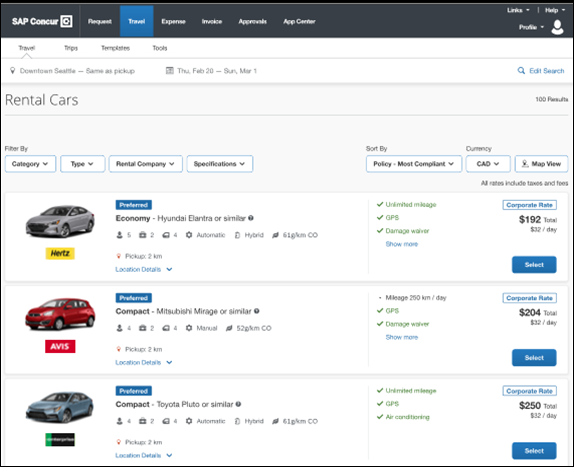 SAP Concur C
Request Travel Expense Invoice Approvals App Center
Links Help
Profile
Travel Trips Templates Tools
Downtown Seattle — Same as pickup Thu, Feb 20 — Sun, Mar 1 Edit Search
Rental Cars
100 Results
Filter By Sort By Currency
Category Type Rental Company Specifications Policy - Most Compliant CAD Map View
All rates include taxes and fees
Preferred
Economy - Hyundai Elantra or similar
5 2 4 Automatic Hybrid 61g/km CO
Hertz
Pickup: 2 km
Location Details
Unlimited mileage
GPS
Damage waiver
Show more
Corporate Rate
$192 Total
$32 / day
Select
Preferred
Compact - Mitsubishi Mirage or similar
4 2 4 Manual 52g/km CO
AVIS
Pickup: 2 km
Location Details
• Mileage 250 km / day
GPS
Damage waiver
Show more
Corporate Rate
$204 Total
$32 / day
Select
Preferred
Compact - Toyota Pluto or similar
4 2 4 Automatic Hybrid 61g/km CO
enterprise
Pickup: 2 km
Location Details
Unlimited mileage
GPS
Air conditioning
Corporate Rate
$250 Total
$32 / day
Select